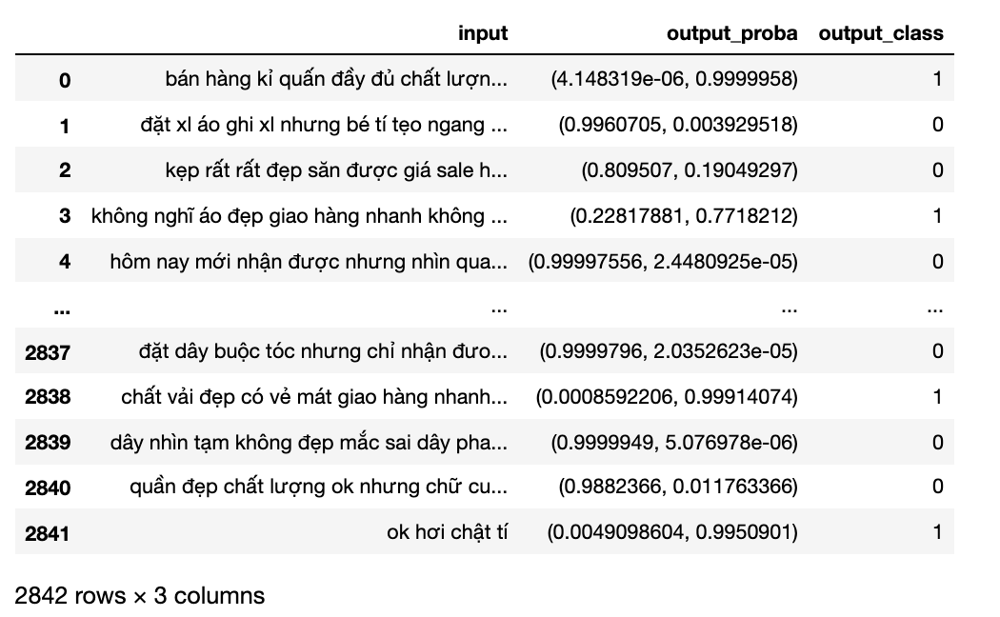 input output_proba output_class
0 bán hàng kỉ quấn đầy đủ chất lượn... (4.148319e-06, 0.9999958) 1
1 đặt xl áo ghi xl nhưng bé tí tẹo ngang ... (0.9960705, 0.003929518) 0
2 kẹp rất rất đẹp săn được giá sale h... (0.809507, 0.19049297) 0
3 không nghĩ áo đẹp giao hàng nhanh không ... (0.22817881, 0.7718212) 1
4 hôm nay mới nhận được nhưng nhìn qua... (0.99997556, 2.4480925e-05) 0
... ... ... ...
2837 đặt dây buộc tóc nhưng chỉ nhận đươ... (0.9999796, 2.0352623e-05) 0
2838 chất vải đẹp có vẻ mát giao hàng nhanh... (0.0008592206, 0.99914074) 1
2839 dây nhìn tạm không đẹp mắc sai dây pha... (0.9999949, 5.076978e-06) 0
2840 quần đẹp chất lượng ok nhưng chữ cu... (0.9882366, 0.011763366) 0
2841 ok hơi chật tí (0.0049098604, 0.9950901) 1
2842 rows × 3 columns